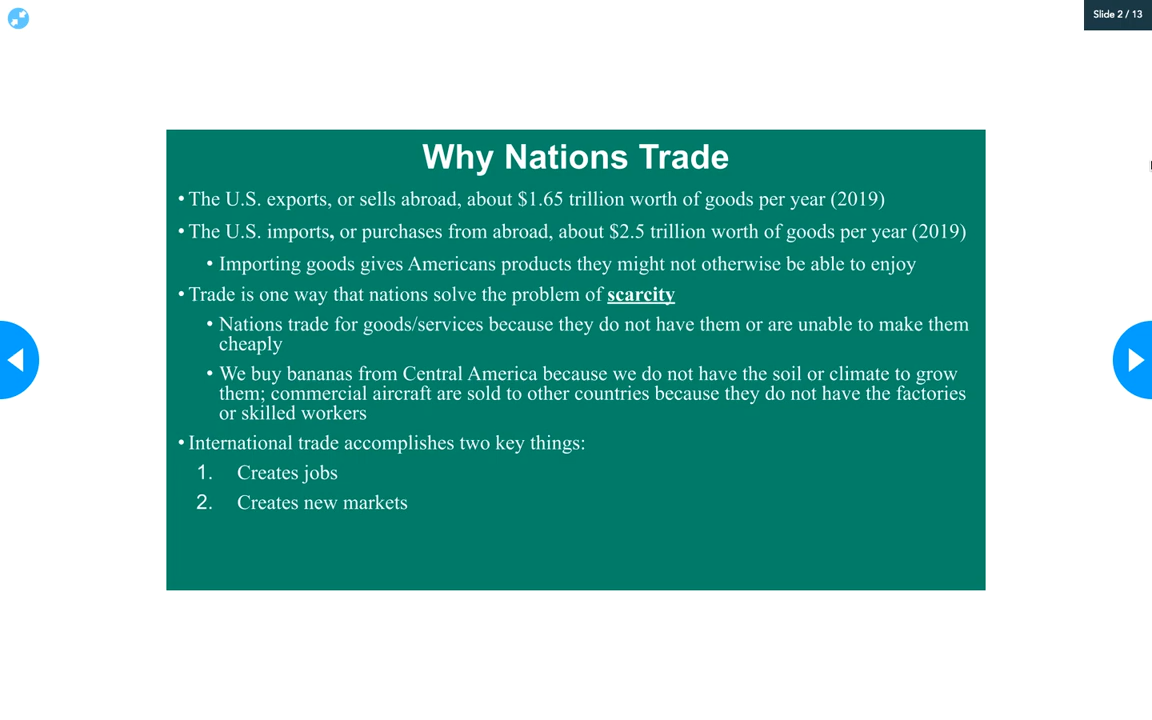 Slide 2 / 13
Why Nations Trade
• The U.S. exports, or sells abroad, about $1.65 trillion worth of goods per year (2019)
• The U.S. imports, or purchases from abroad, about $2.5 trillion worth of goods per year (2019)
• Importing goods gives Americans products they might not otherwise be able to enjoy
• Trade is one way that nations solve the problem of scarcity
• Nations trade for goods/services because they do not have them or are unable to make them
cheaply
• We buy bananas from Central America because we do not have the soil or climate to grow
them; commercial aircraft are sold to other countries because they do not have the factories
or skilled workers
• International trade accomplishes two key things:
1. Creates jobs
2. Creates new markets